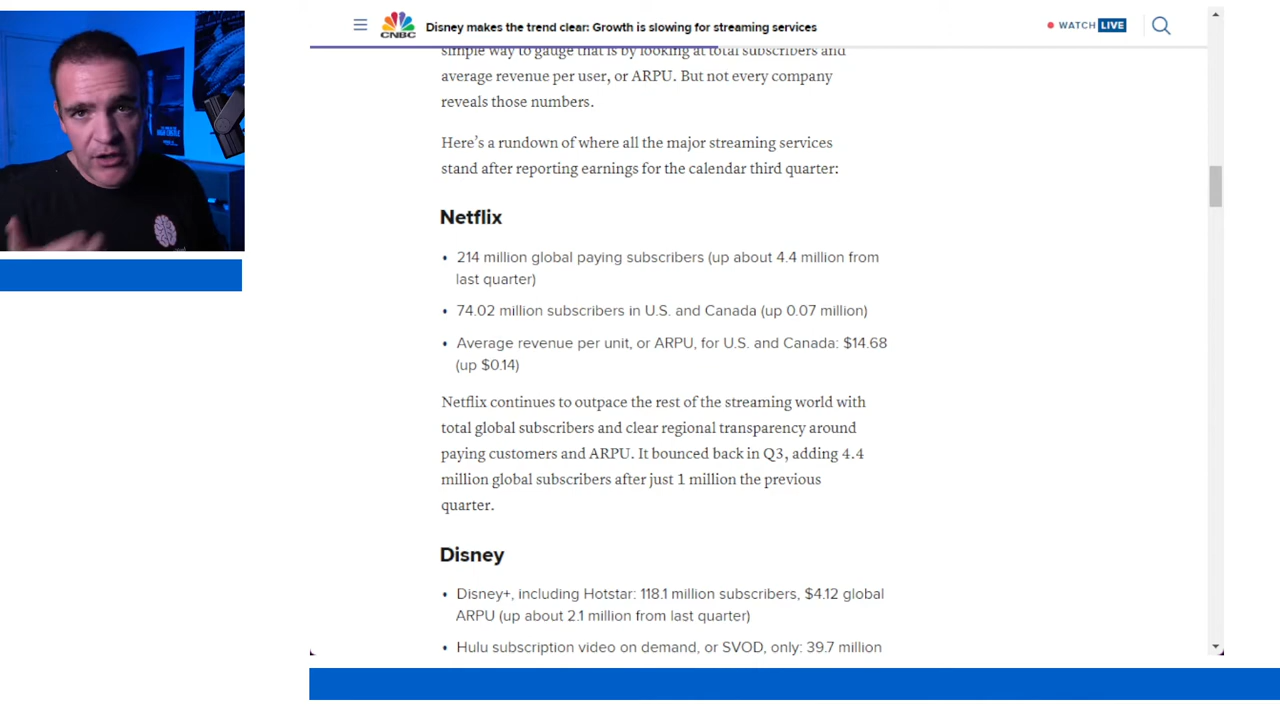 CNBC
Disney makes the trend clear: Growth is slowing for streaming services
WATCH LIVE
simple way to gauge that is by looking at total subscribers and
average revenue per user, or ARPU. But not every company
reveals those numbers.
Here’s a rundown of where all the major streaming services
stand after reporting earnings for the calendar third quarter:
Netflix
• 214 million global paying subscribers (up about 4.4 million from
last quarter)
• 74.02 million subscribers in U.S. and Canada (up 0.07 million)
• Average revenue per unit, or ARPU, for U.S. and Canada: $14.68
(up $0.14)
Netflix continues to outpace the rest of the streaming world with
total global subscribers and clear regional transparency around
paying customers and ARPU. It bounced back in Q3, adding 4.4
million global subscribers after just 1 million the previous
quarter.
Disney
• Disney+, including Hotstar: 118.1 million subscribers, $4.12 global
ARPU (up about 2.1 million from last quarter)
• Hulu subscription video on demand, or SVOD, only: 39.7 million